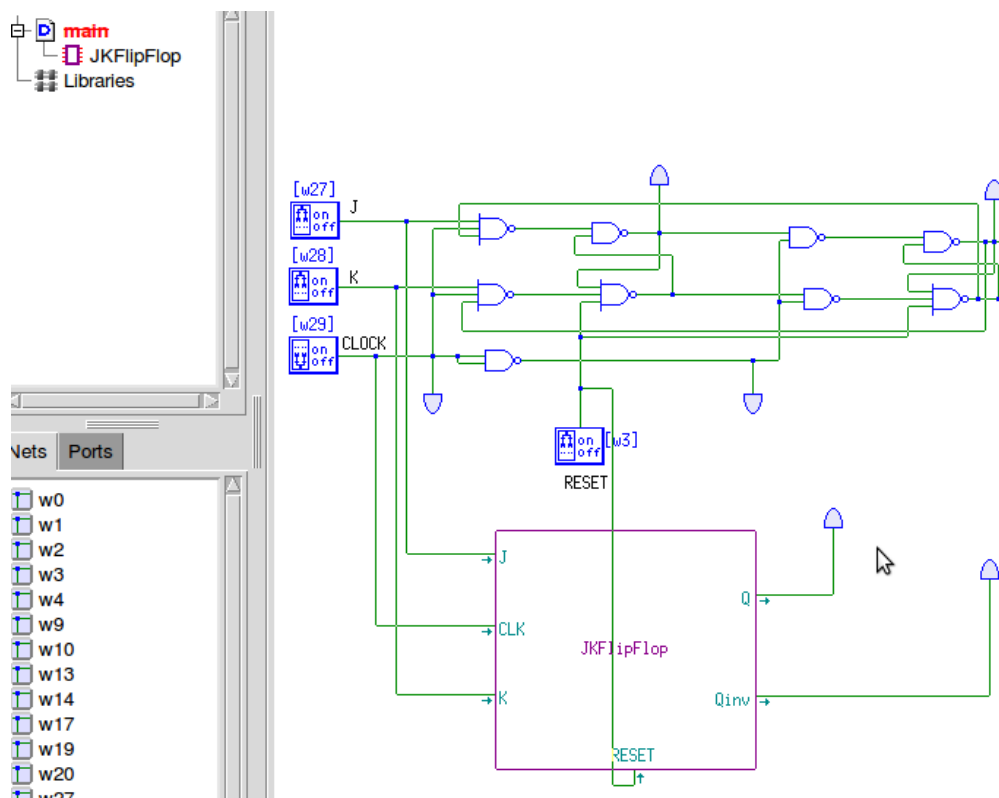 main
JKFlipFlop
Libraries
[w27]
J
on
off
[w28]
K
on
off
[w29]
CLOCK
on
off
[w3]
on
off
RESET
Nets
Ports
w0
w1
w2
w3
w4
w9
w10
w13
w14
w17
w19
w20
w27
J
CLK
K
JKFlipFlop
Q
Qinv
RESET